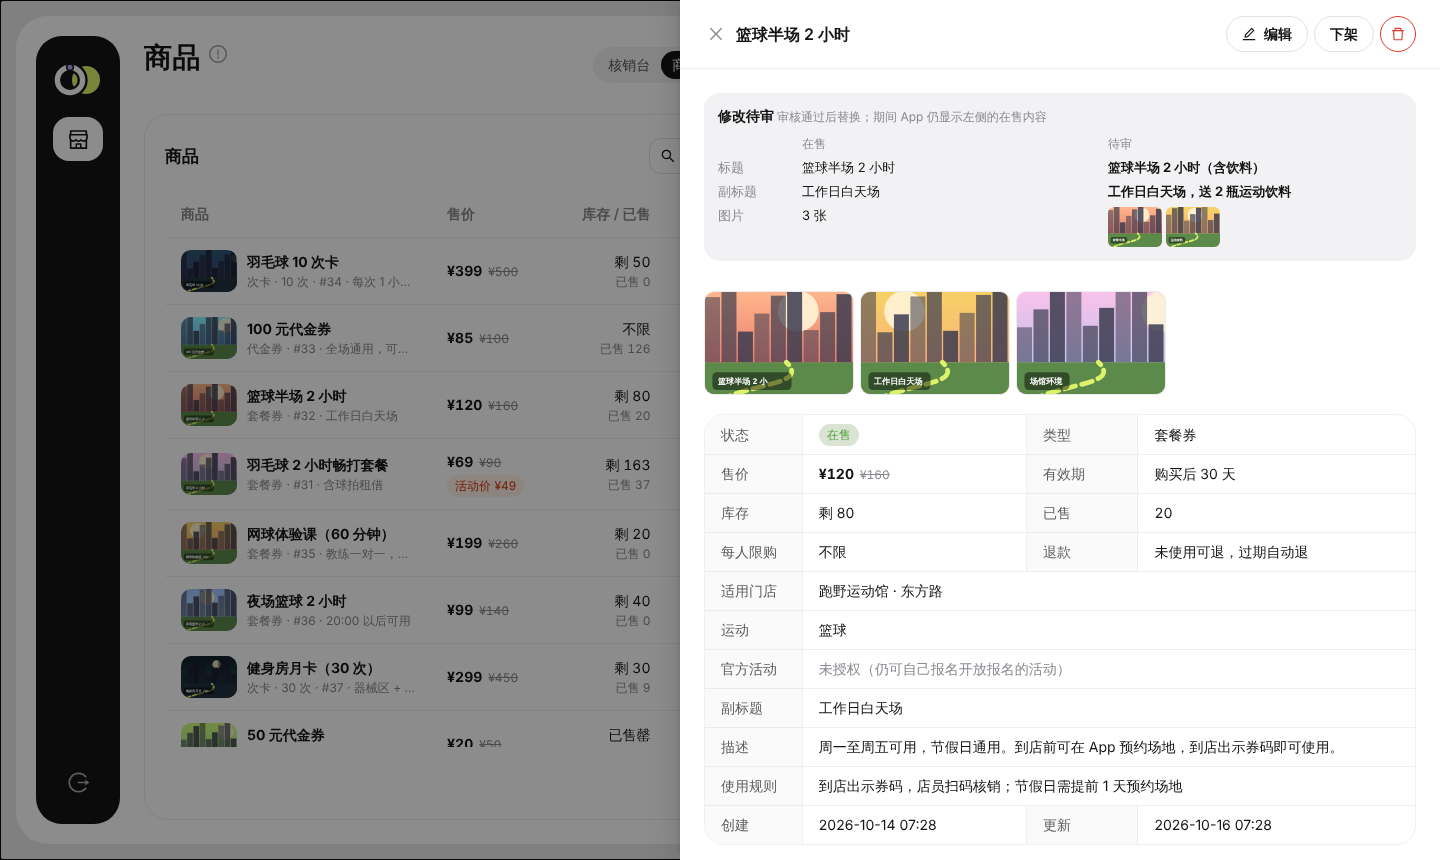 商品
核销台
商品
商品 售价 库存 / 已售
羽毛球 10 次卡
次卡 · 10 次 · #34 · 每次 1 小...
¥399 ¥500
剩 50
已售 0
100 元代金券
代金券 · #33 · 全场通用，可...
¥85 ¥100
不限
已售 126
篮球半场 2 小时
套餐券 · #32 · 工作日白天场
¥120 ¥160
剩 80
已售 20
羽毛球 2 小时畅打套餐
套餐券 · #31 · 含球拍租借
¥69 ¥90
活动价 ¥49
剩 163
已售 37
网球体验课（60 分钟）
套餐券 · #35 · 教练一对一，...
¥199 ¥260
剩 20
已售 0
夜场篮球 2 小时
套餐券 · #36 · 20:00 以后可用
¥99 ¥140
剩 40
已售 0
健身房月卡（30 次）
次卡 · 30 次 · #37 · 器械区 + ...
¥299 ¥450
剩 30
已售 9
50 元代金券
¥20 ¥50
已售罄
篮球半场 2 小时
编辑
下架
修改待审 审核通过后替换；期间 App 仍显示左侧的在售内容
在售 待审
标题 篮球半场 2 小时 篮球半场 2 小时（含饮料）
副标题 工作日白天场 工作日白天场，送 2 瓶运动饮料
图片 3 张
篮球半场 2 小
工作日白天场
场馆环境
状态 在售 类型 套餐券
售价 ¥120 ¥160 有效期 购买后 30 天
库存 剩 80 已售 20
每人限购 不限 退款 未使用可退，过期自动退
适用门店 跑野运动馆 · 东方路
运动 篮球
官方活动 未授权（仍可自己报名开放报名的活动）
副标题 工作日白天场
描述 周一至周五可用，节假日通用。到店前可在 App 预约场地，到店出示券码即可使用。
使用规则 到店出示券码，店员扫码核销；节假日需提前 1 天预约场地
创建 2026-10-14 07:28 更新 2026-10-16 07:28